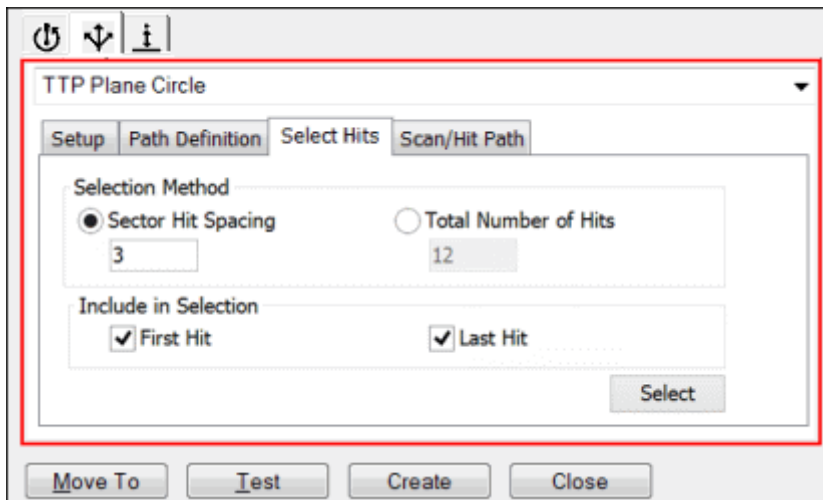 TTP Plane Circle
Setup Path Definition Select Hits Scan/Hit Path
Selection Method
Sector Hit Spacing Total Number of Hits
3 12
Include in Selection
First Hit Last Hit
Select
Move To Test Create Close